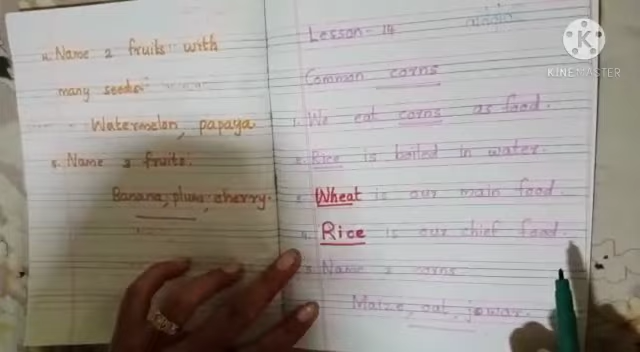 4. Name 2 fruits with
many seeds.
Watermelon, papaya
5. Name 3 fruits.
Banana, plum, cherry.
Lesson - 14
Common corns
1. We eat corns as food.
2. Rice is boiled in water.
3. Wheat is our main food.
4. Rice is our chief food.
5. Name 3 corns
Maize, oat, jowar.
KINEMASTER